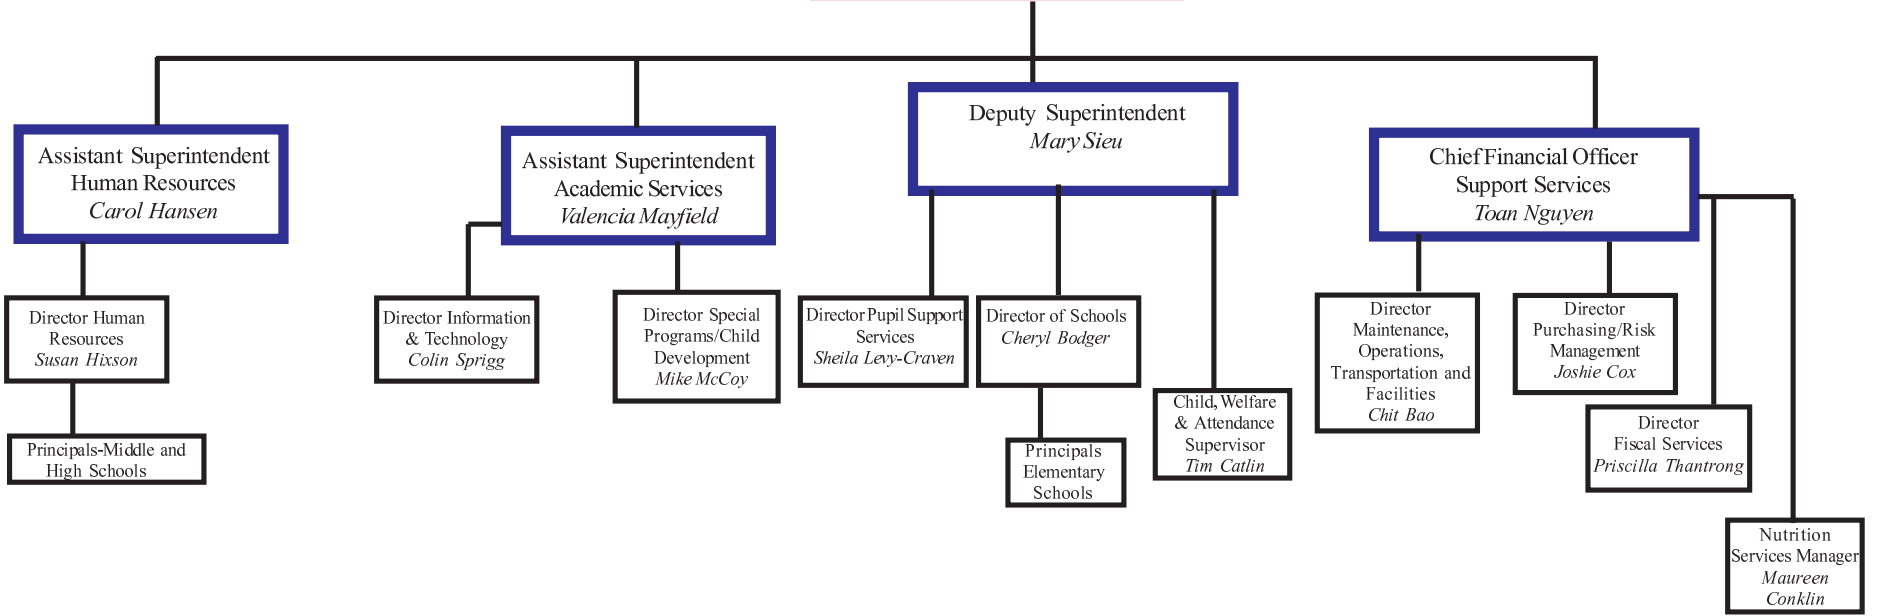 Assistant Superintendent
Human Resources
Carol Hansen
Assistant Superintendent
Academic Services
Valencia Mayfield
Deputy Superintendent
Mary Sieu
Chief Financial Officer
Support Services
Toan Nguyen
Director Human
Resources
Susan Hixson
Principals-Middle and
High Schools
Director Information
& Technology
Colin Sprigg
Director Special
Programs/Child
Development
Mike McCoy
Director Pupil Support
Services
Sheila Levy-Craven
Director of Schools
Cheryl Bodger
Principals
Elementary
Schools
Child, Welfare
& Attendance
Supervisor
Tim Catlin
Director
Maintenance,
Operations,
Transportation and
Facilities
Chit Bao
Director
Purchasing/Risk
Management
Joshie Cox
Director
Fiscal Services
Priscilla Thantrong
Nutrition
Services Manager
Maureen
Conklin